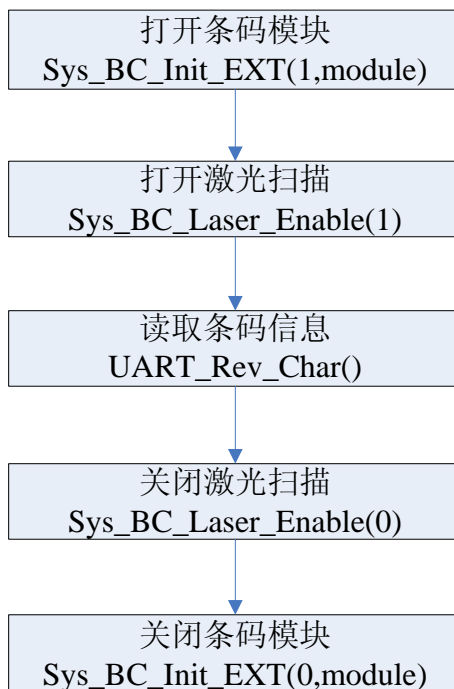 打开条码模块
Sys_BC_Init_EXT(1,module)
打开激光扫描
Sys_BC_Laser_Enable(1)
读取条码信息
UART_Rev_Char()
关闭激光扫描
Sys_BC_Laser_Enable(0)
关闭条码模块
Sys_BC_Init_EXT(0,module)